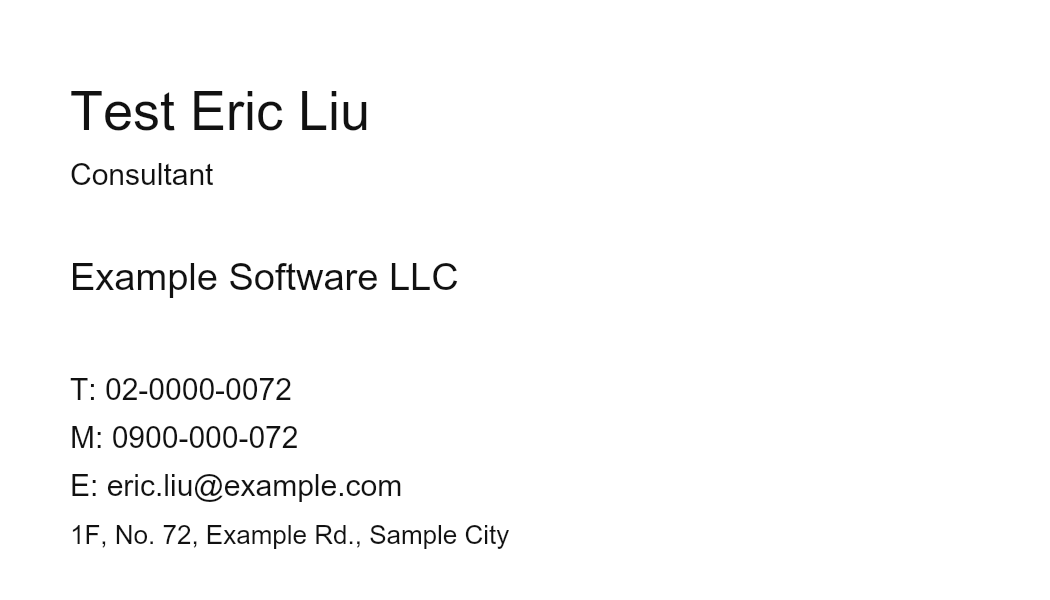 Test Eric Liu
Consultant
Example Software LLC
T: 02-0000-0072
M: 0900-000-072
E: eric.liu@example.com
1F, No. 72, Example Rd., Sample City